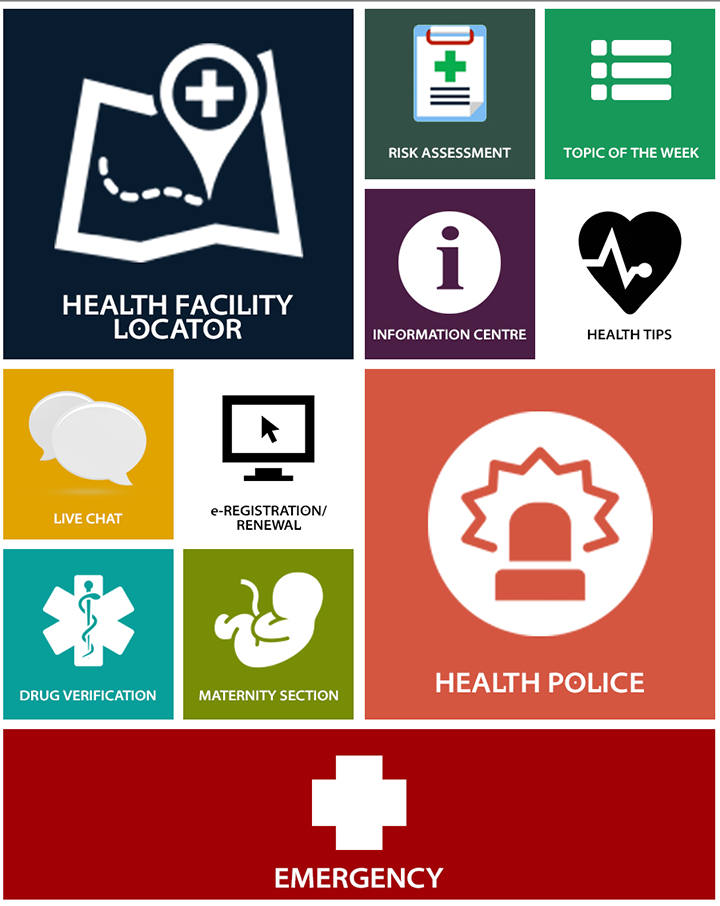 HEALTH FACILITY
LOCATOR
RISK ASSESSMENT
TOPIC OF THE WEEK
i
INFORMATION CENTRE
HEALTH TIPS
LIVE CHAT
e-REGISTRATION/
RENEWAL
DRUG VERIFICATION
MATERNITY SECTION
HEALTH POLICE
EMERGENCY